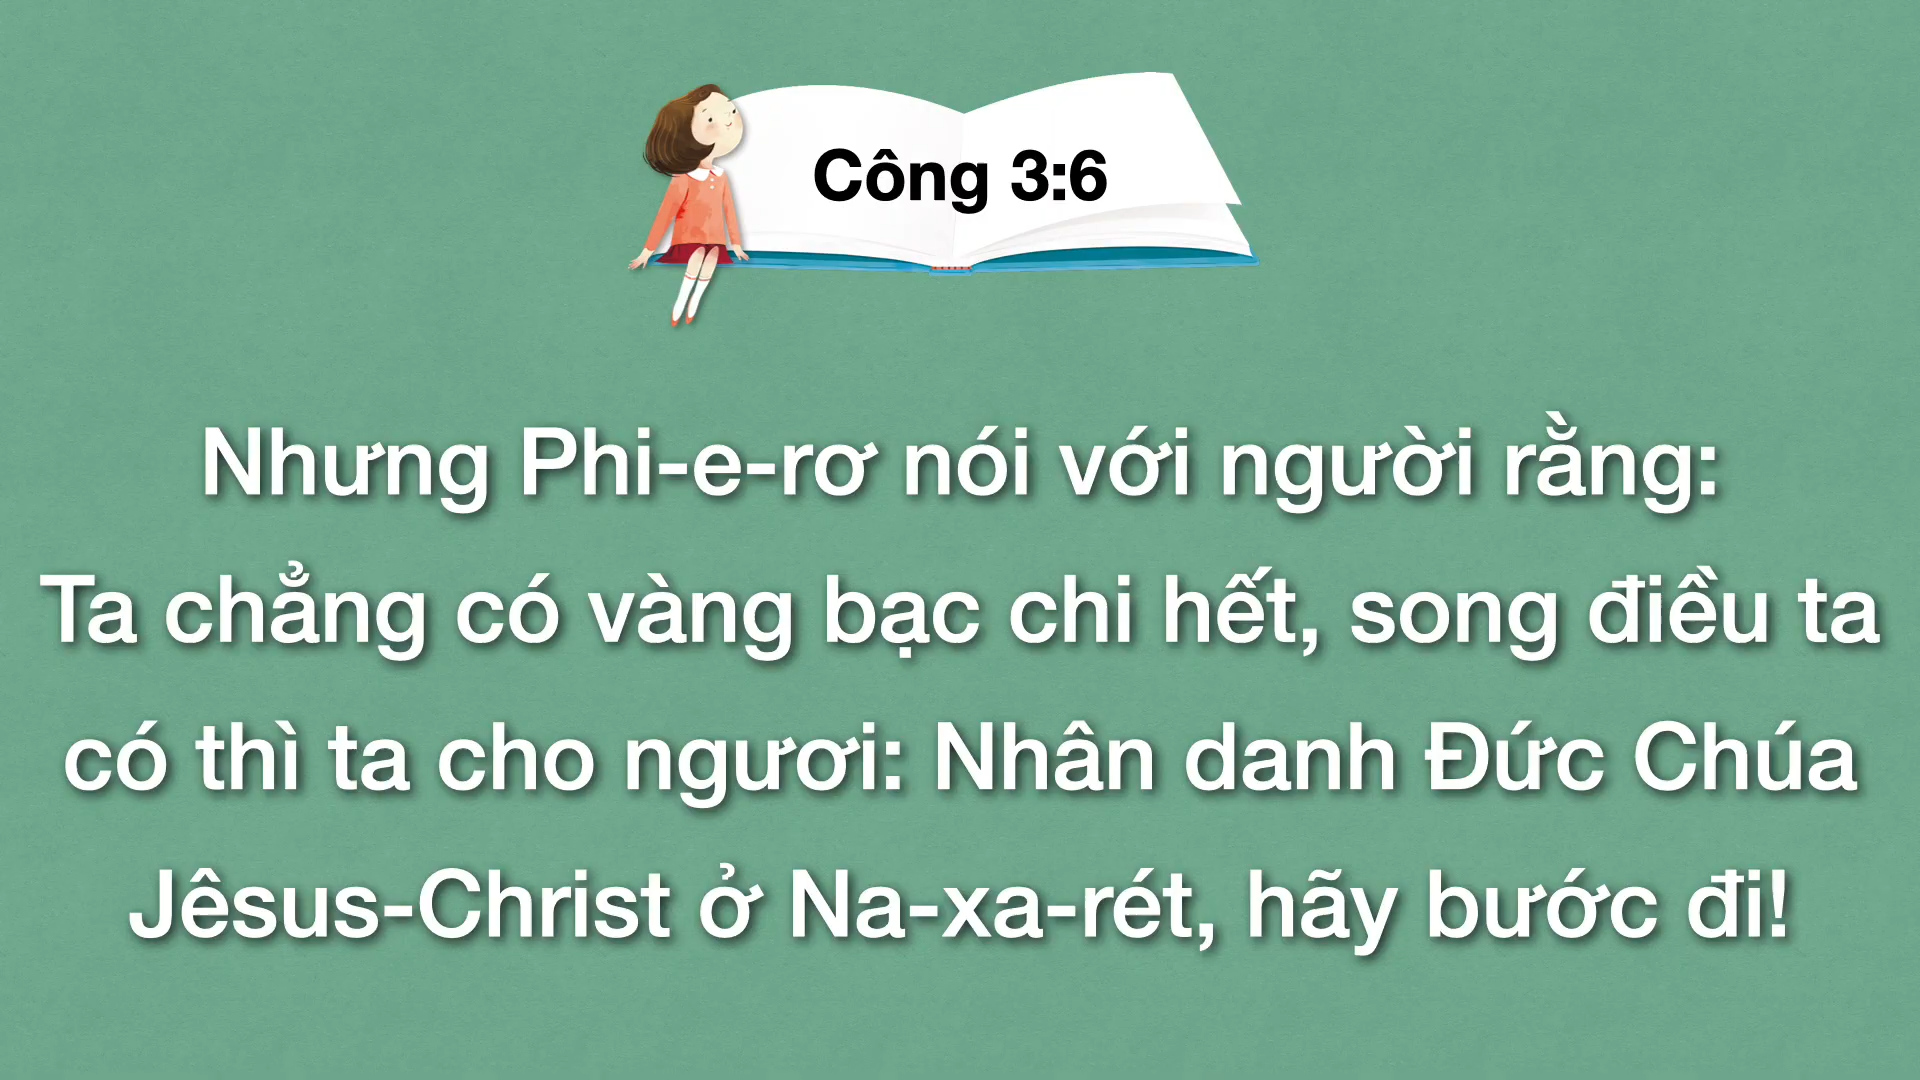 Công 3:6
Nhưng Phi-e-rơ nói với người rằng:
Ta chẳng có vàng bạc chi hết, song điều ta
có thì ta cho ngươi: Nhân danh Đức Chúa
Jêsus-Christ ở Na-xa-rét, hãy bước đi!